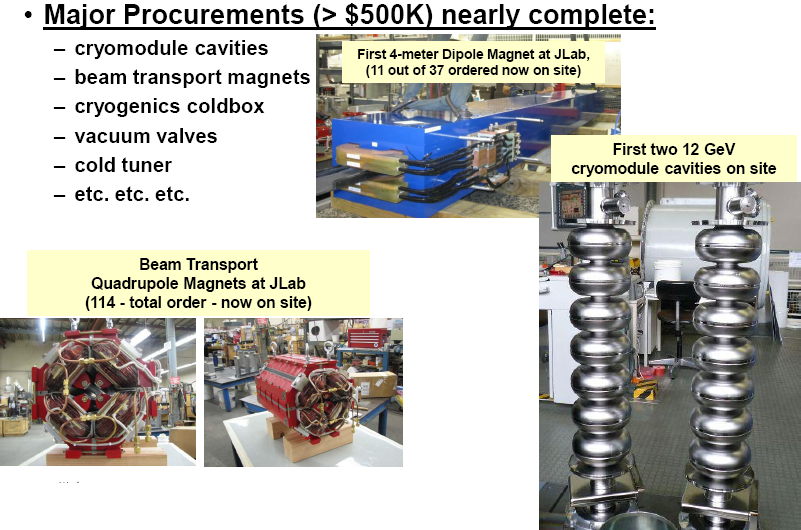 • Major Procurements (> $500K) nearly complete:
– cryomodule cavities
– beam transport magnets
– cryogenics coldbox
– vacuum valves
– cold tuner
– etc. etc. etc.
First 4-meter Dipole Magnet at JLab,
(11 out of 37 ordered now on site)
First two 12 GeV
cryomodule cavities on site
Beam Transport
Quadrupole Magnets at JLab
(114 - total order - now on site)